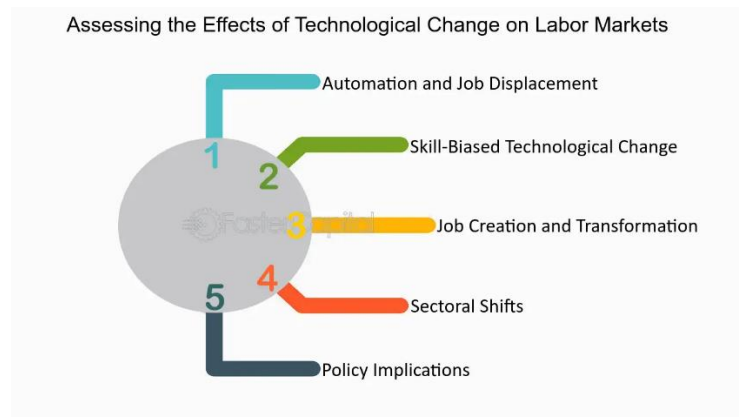 Assessing the Effects of Technological Change on Labor Markets
1 Automation and Job Displacement
2 Skill-Biased Technological Change
3 Job Creation and Transformation
4 Sectoral Shifts
5 Policy Implications